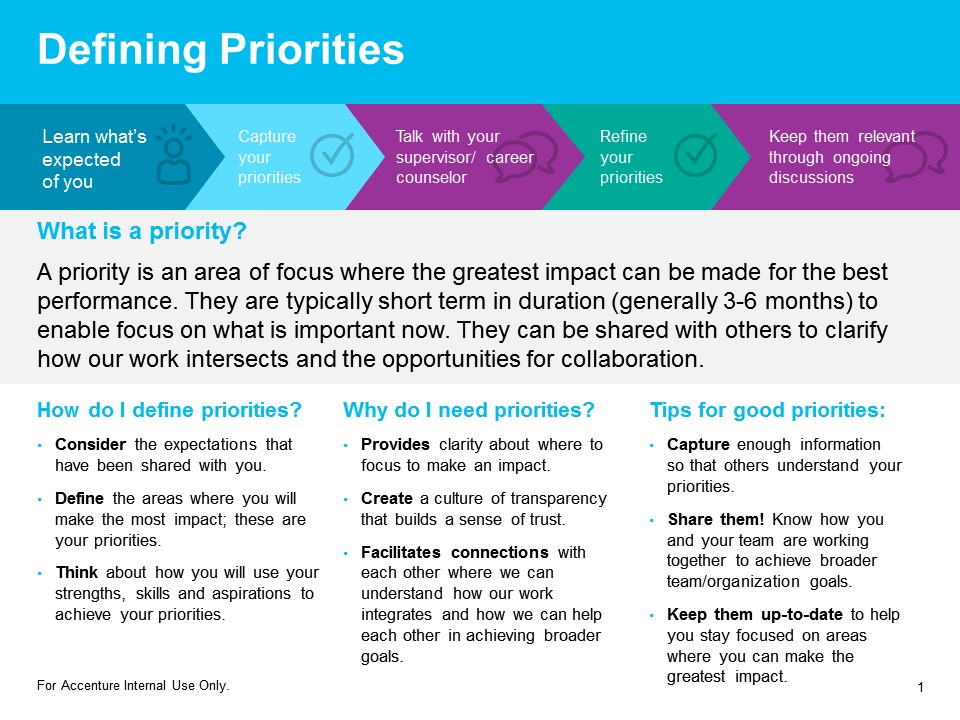 Defining Priorities
Learn what's
expected
of you
Capture
your
priorities
Talk with your
supervisor/ career
counselor
Refine
your
priorities
Keep them relevant
through ongoing
discussions
What is a priority?
A priority is an area of focus where the greatest impact can be made for the best
performance. They are typically short term in duration (generally 3-6 months) to
enable focus on what is important now. They can be shared with others to clarify
how our work intersects and the opportunities for collaboration.
How do I define priorities?
• Consider the expectations that
have been shared with you.
• Define the areas where you will
make the most impact; these are
your priorities.
• Think about how you will use your
strengths, skills and aspirations to
achieve your priorities.
Why do I need priorities?
• Provides clarity about where to
focus to make an impact.
• Create a culture of transparency
that builds a sense of trust.
• Facilitates connections with
each other where we can
understand how our work
integrates and how we can help
each other in achieving broader
goals.
Tips for good priorities:
• Capture enough information
so that others understand your
priorities.
• Share them! Know how you
and your team are working
together to achieve broader
team/organization goals.
• Keep them up-to-date to help
you stay focused on areas
where you can make the
greatest impact.
For Accenture Internal Use Only.
1